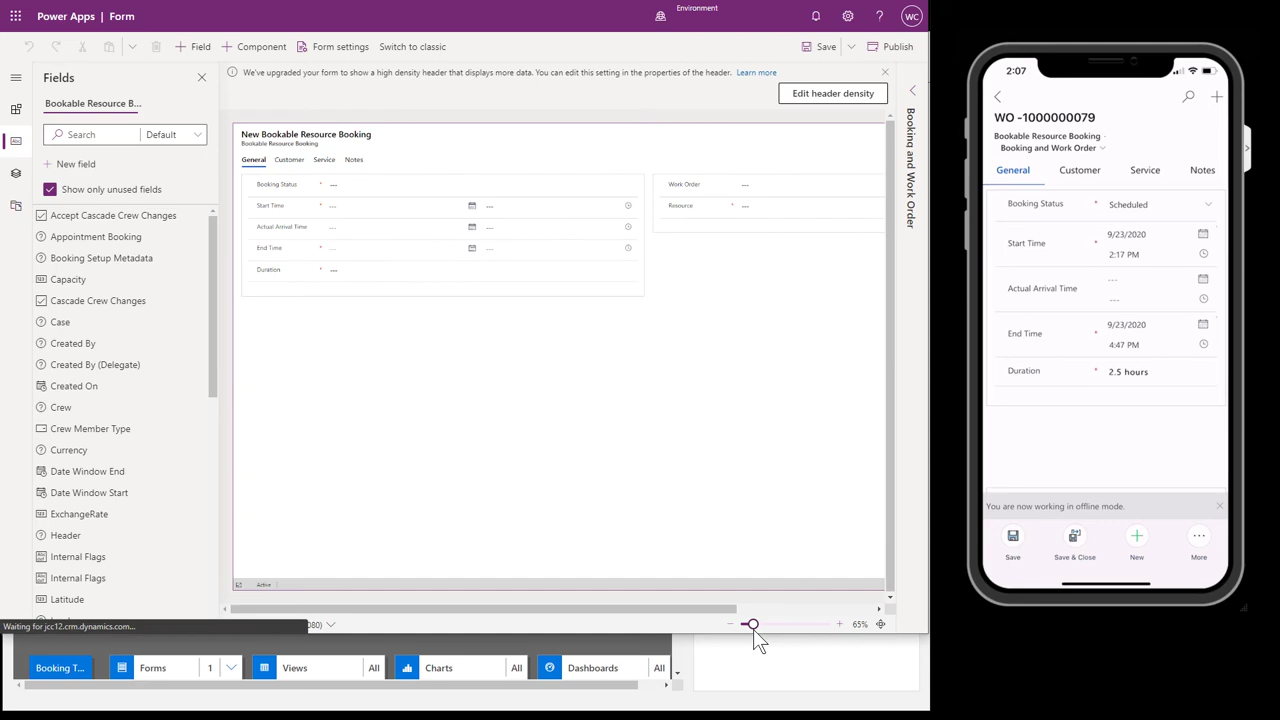 Power Apps | Form
Environment
WC
Field
Component
Form settings
Switch to classic
Save
Publish
Fields
We've upgraded your form to show a high density header that displays more data. You can edit this setting in the properties of the header. Learn more
Edit header density
Bookable Resource B...
Search
Default
New field
Show only unused fields
Accept Cascade Crew Changes
Appointment Booking
Booking Setup Metadata
Capacity
Cascade Crew Changes
Case
Created By
Created By (Delegate)
Created On
Crew
Crew Member Type
Currency
Date Window End
Date Window Start
ExchangeRate
Header
Internal Flags
Internal Flags
Latitude
New Bookable Resource Booking
Bookable Resource Booking
General
Customer
Service
Notes
Booking Status * ---
Start Time * --- ---
Actual Arrival Time --- ---
End Time * --- ---
Duration * ---
Work Order ---
Resource * ---
Active
Booking and Work Order
Waiting for jcc12.crm.dynamics.com...
080)
65%
Booking T...
Forms 1
Views All
Charts All
Dashboards All
2:07
WO -1000000079
Bookable Resource Booking ·
Booking and Work Order
General
Customer
Service
Notes
Booking Status * Scheduled
Start Time * 9/23/2020
2:17 PM
Actual Arrival Time ---
---
End Time * 9/23/2020
4:47 PM
Duration * 2.5 hours
You are now working in offline mode.
Save
Save & Close
New
More